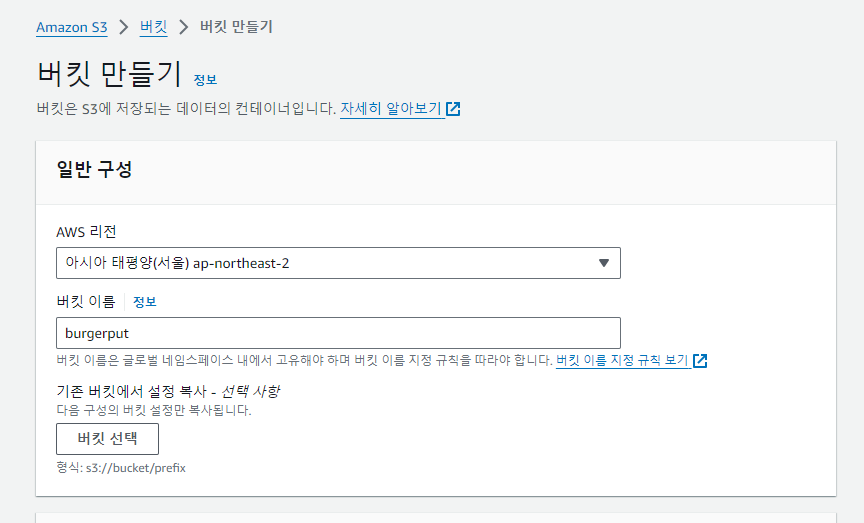 Amazon S3 > 버킷 > 버킷 만들기
버킷 만들기 정보
버킷은 S3에 저장되는 데이터의 컨테이너입니다. 자세히 알아보기
일반 구성
AWS 리전
아시아 태평양(서울) ap-northeast-2
버킷 이름 정보
burgerput
버킷 이름은 글로벌 네임스페이스 내에서 고유해야 하며 버킷 이름 지정 규칙을 따라야 합니다. 버킷 이름 지정 규칙 보기
기존 버킷에서 설정 복사 - 선택 사항
다음 구성의 버킷 설정만 복사됩니다.
버킷 선택
형식: s3://bucket/prefix